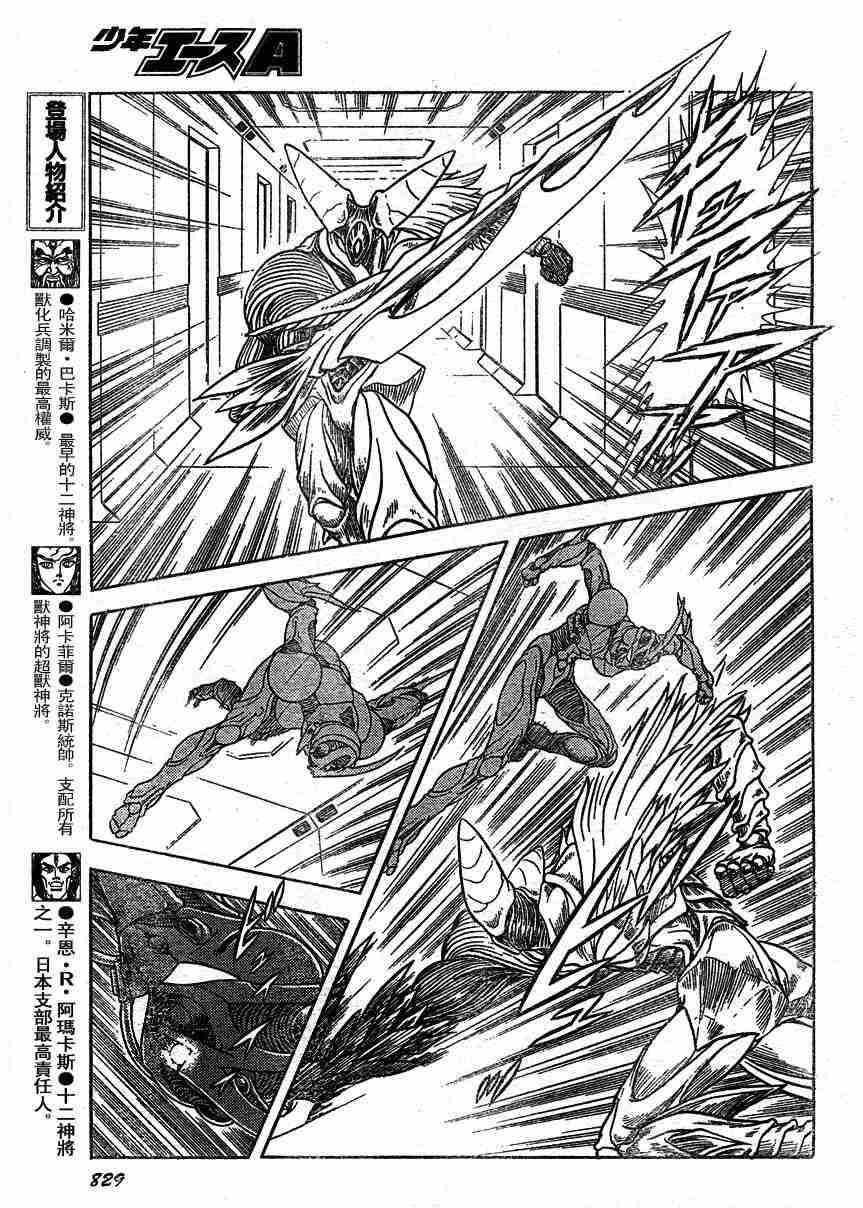 少年エースA
登場人物紹介
●哈米爾・巴卡斯● 最早的十二神將。
獸化兵調製的最高權威。
●阿卡菲爾●克諾斯統帥。支配所有
獸神將的超獸神將。
●辛恩・R・阿瑪卡斯●十二神將
之一。日本支部最高責任人。
829